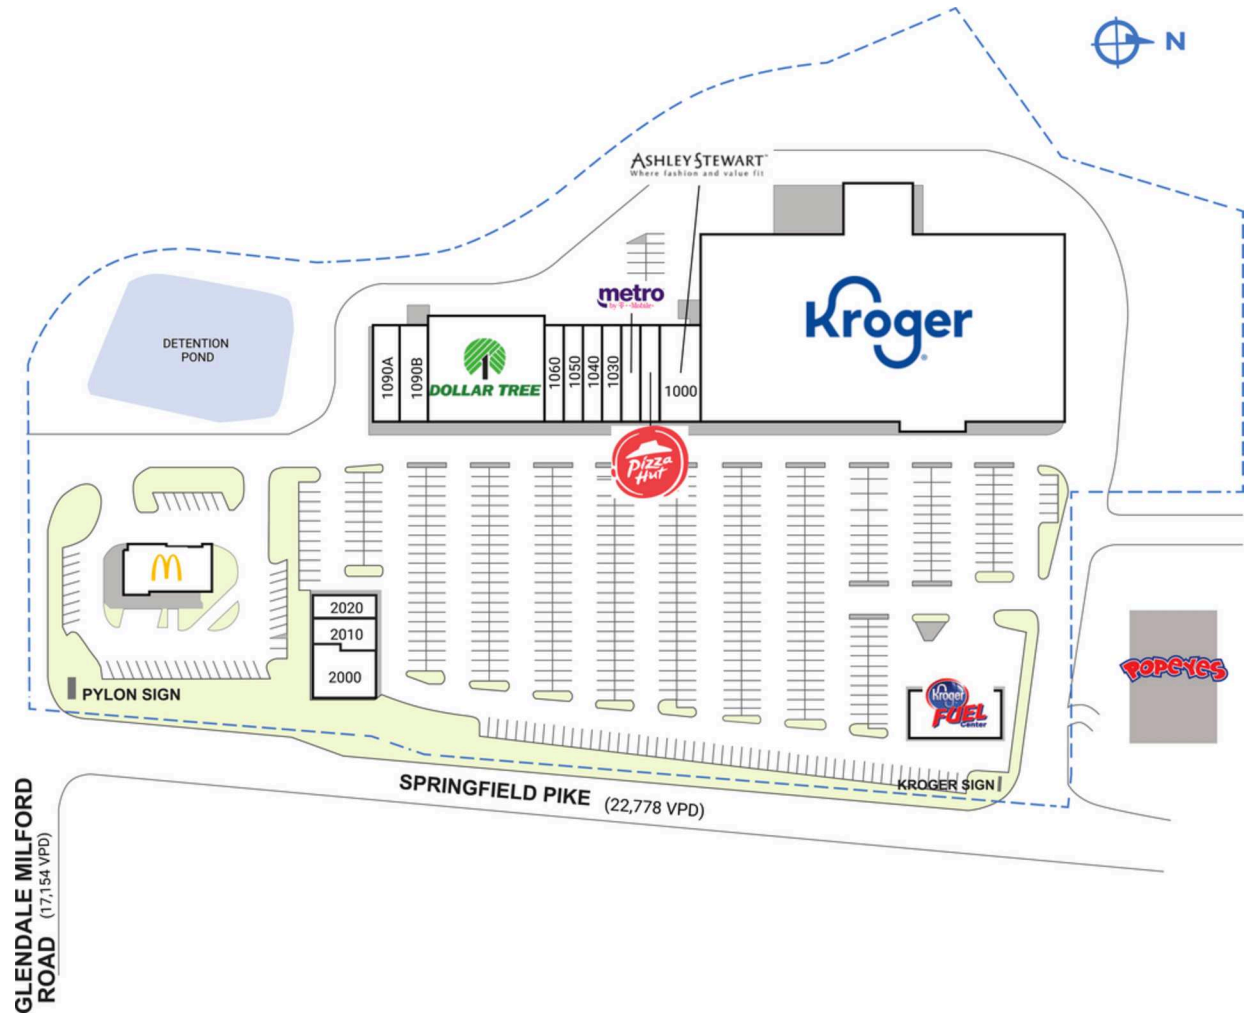 N
ASHLEY STEWART
Where fashion and value fit
metro
by T-Mobile
Kroger
DETENTION
POND
1090A
1090B
DOLLAR TREE
1060
1050
1040
1030
1000
Pizza
Hut
2020
2010
2000
PYLON SIGN
POPEYES
Kroger
FUEL
Center
KROGER SIGN
SPRINGFIELD PIKE (22,778 VPD)
GLENDALE MILFORD
ROAD (17,154 VPD)